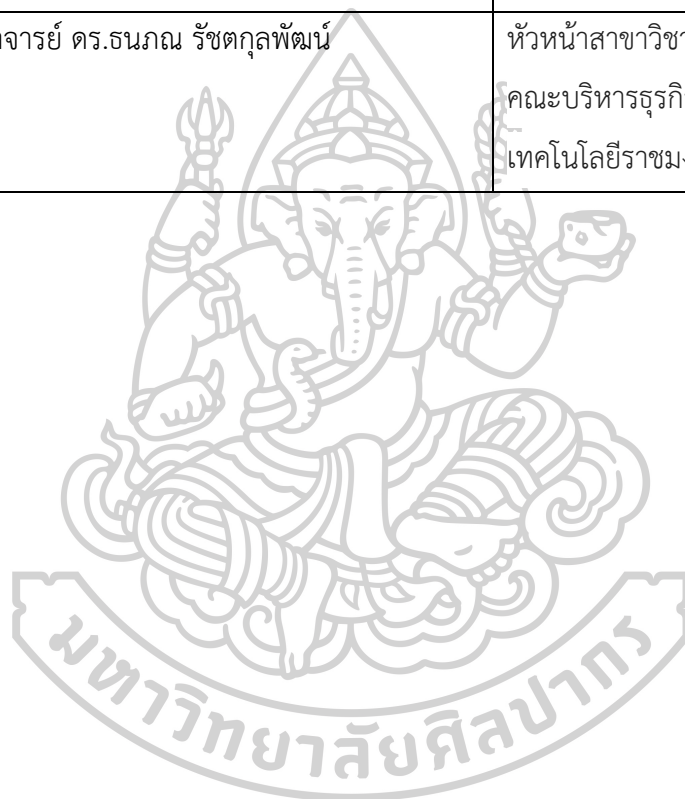 จารย์ ดร.ธนภณ รัชตกุลพัฒน์
หัวหน้าสาขาวิชา
คณะบริหารธุรกิ
เทคโนโลยีราชม
มหาวิทยาลัยศิลปากร